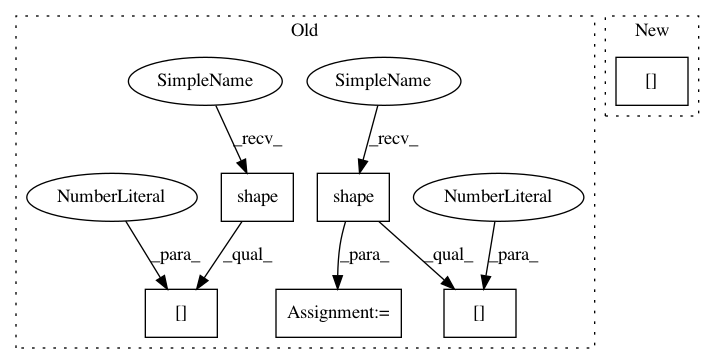 Old
New
SimpleName
SimpleName
[]
_recv_
_recv_
NumberLiteral
shape
shape
NumberLiteral
_para_
_qual_
_para_
_qual_
_para_
[]
Assignment:=
[]